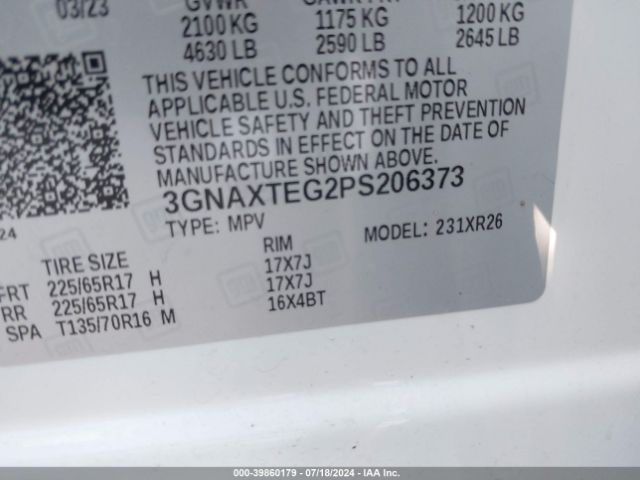 03/23 GVWR GAWR FRT
2100 KG 1175 KG 1200 KG
4630 LB 2590 LB 2645 LB
THIS VEHICLE CONFORMS TO ALL
APPLICABLE U.S. FEDERAL MOTOR
VEHICLE SAFETY AND THEFT PREVENTION
STANDARDS IN EFFECT ON THE DATE OF
MANUFACTURE SHOWN ABOVE.
3GNAXTEG2PS206373
TYPE: MPV MODEL: 231XR26
TIRE SIZE RIM
FRT 225/65R17 H 17X7J
RR 225/65R17 H 17X7J
SPA T135/70R16 M 16X4BT
000-39860179 - 07/18/2024 - IAA Inc.